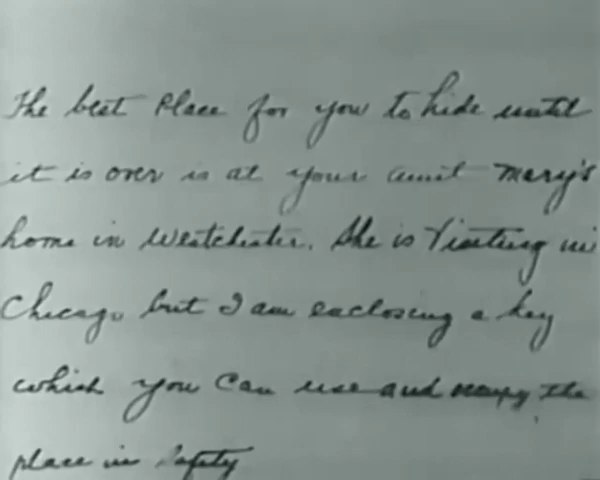 The best Place for you to hide until
it is over is at your aunt Mary's
home in Westchester. She is Visiting in
Chicago but I am enclosing a key
which you can use and occupy the
place in safety